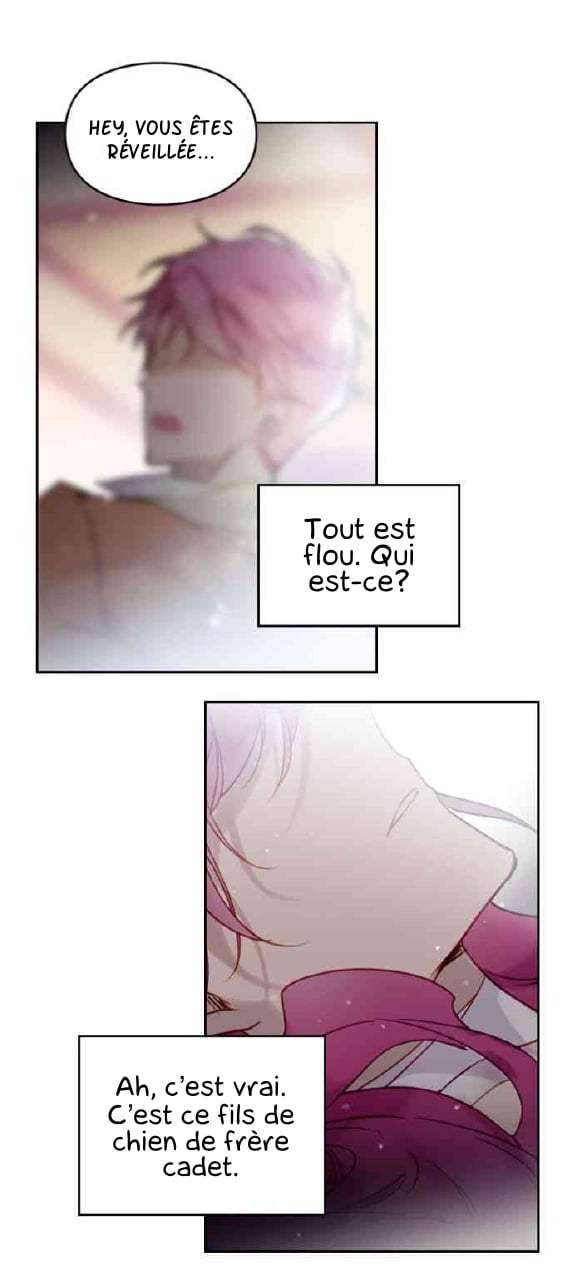 HEY, VOUS ÊTES
RÉVEILLÉE...
Tout est
flou. Qui
est-ce?
Ah, c'est vrai.
C'est ce fils de
chien de frère
cadet.